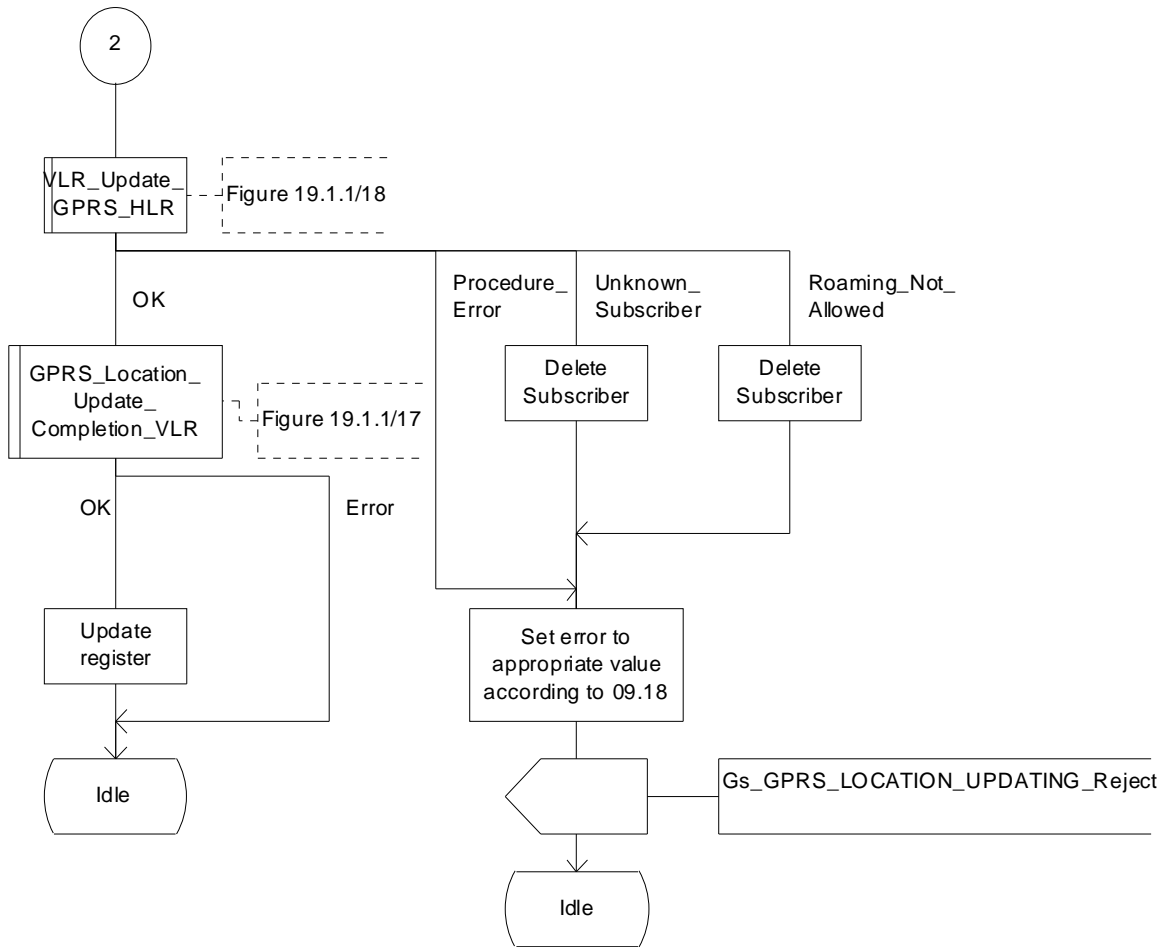 2
VLR_Update_
GPRS_HLR
Figure 19.1.1/18
OK
Procedure_
Error
Unknown_
Subscriber
Roaming_Not_
Allowed
GPRS_Location_
Update_
Completion_VLR
Figure 19.1.1/17
Delete
Subscriber
Delete
Subscriber
OK
Error
Update
register
Set error to
appropriate value
according to 09.18
Idle
Gs_GPRS_LOCATION_UPDATING_Reject
Idle